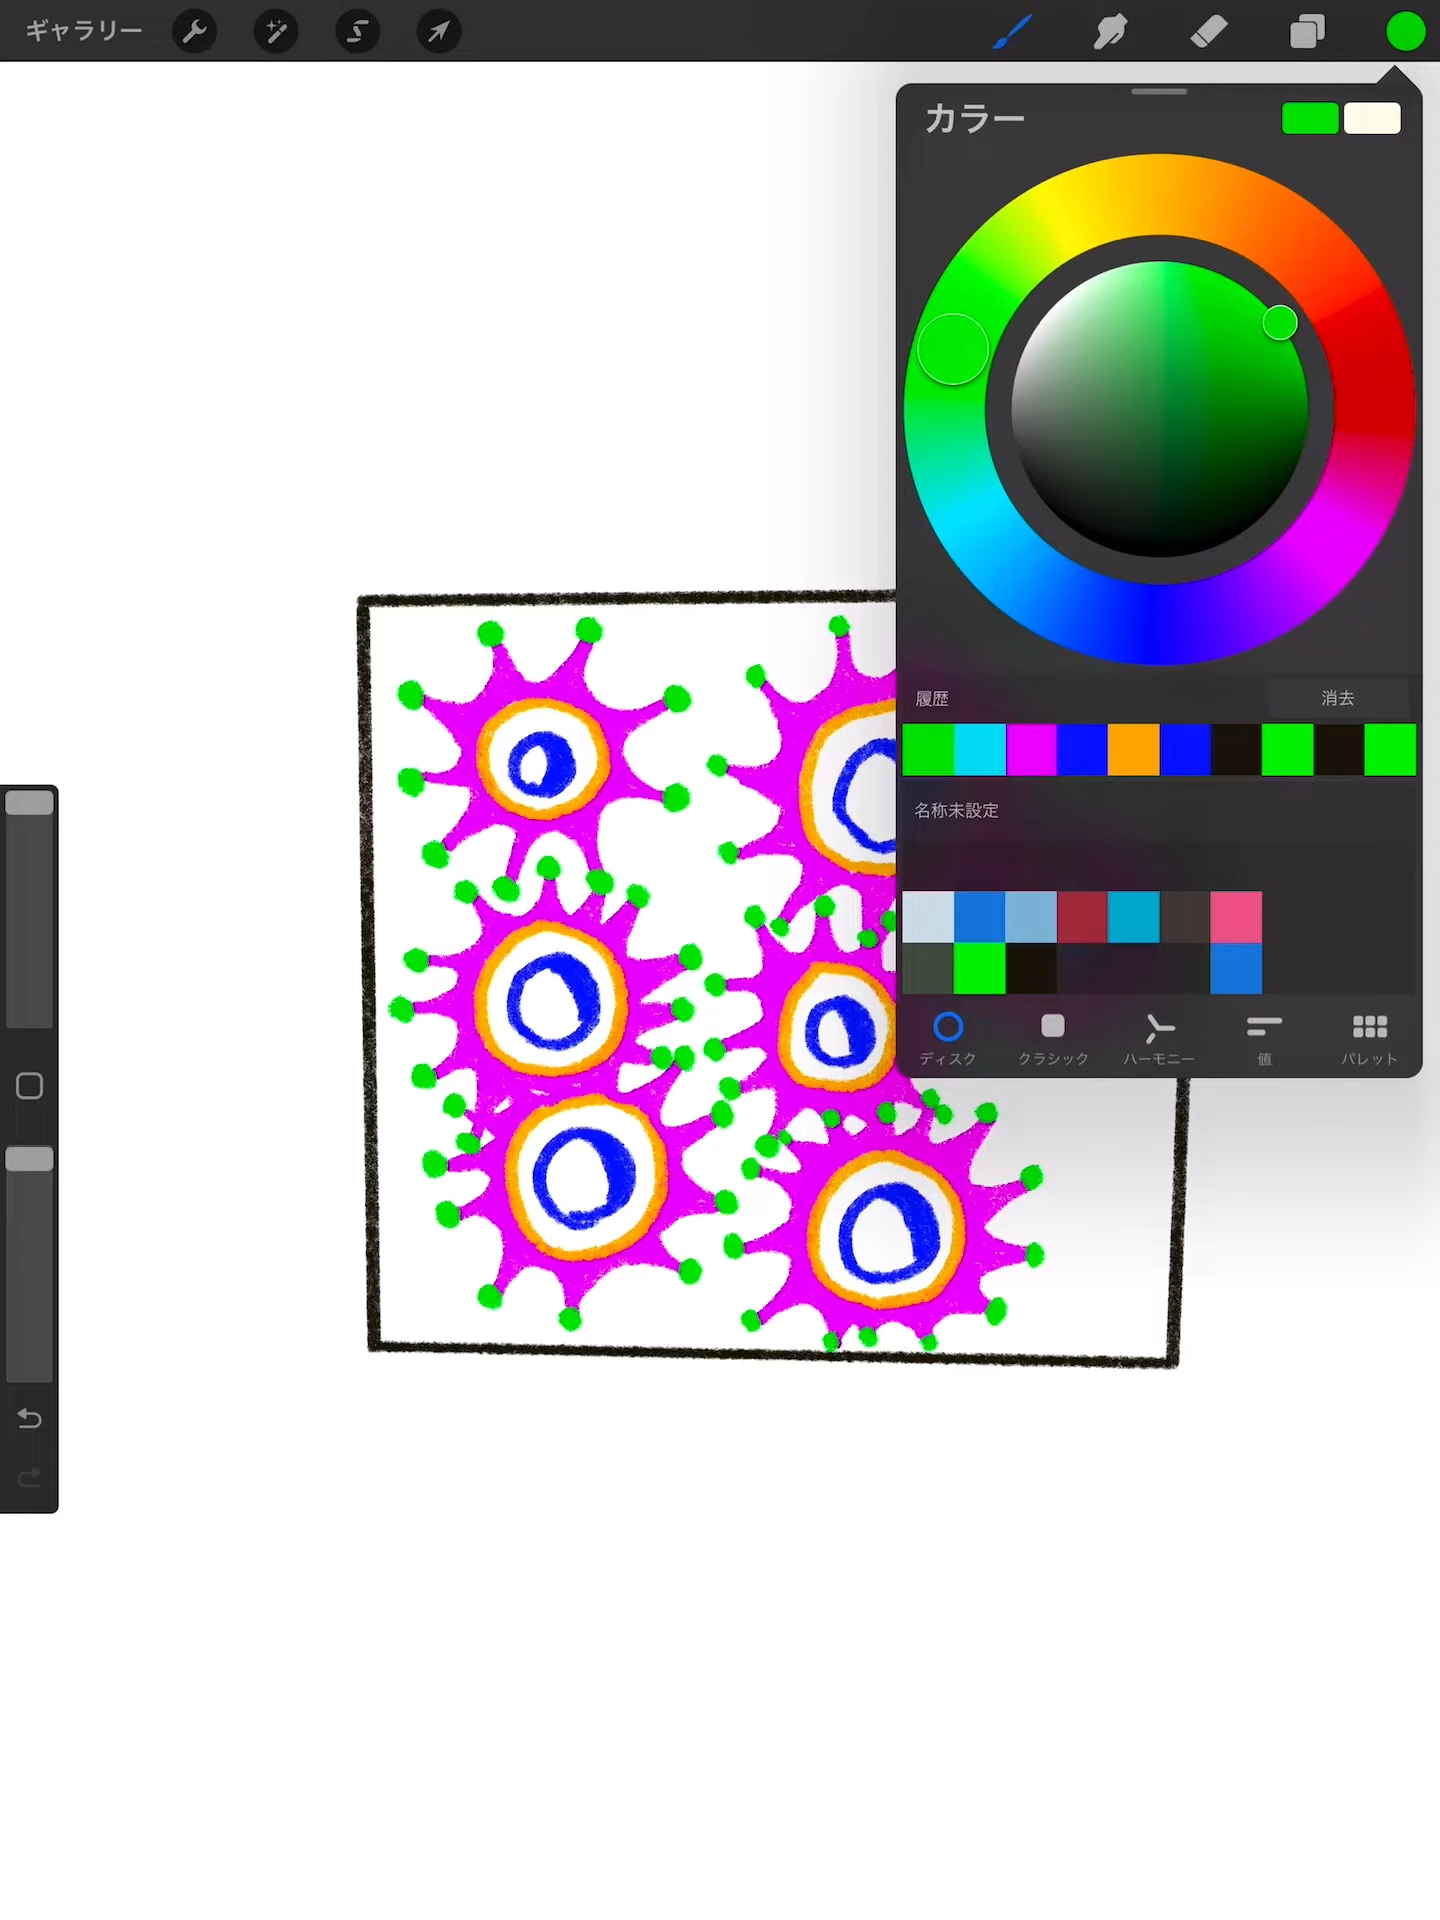 ギャラリー
カラー
履歴
消去
名称未設定
ディスク
クラシック
ハーモニー
値
パレット